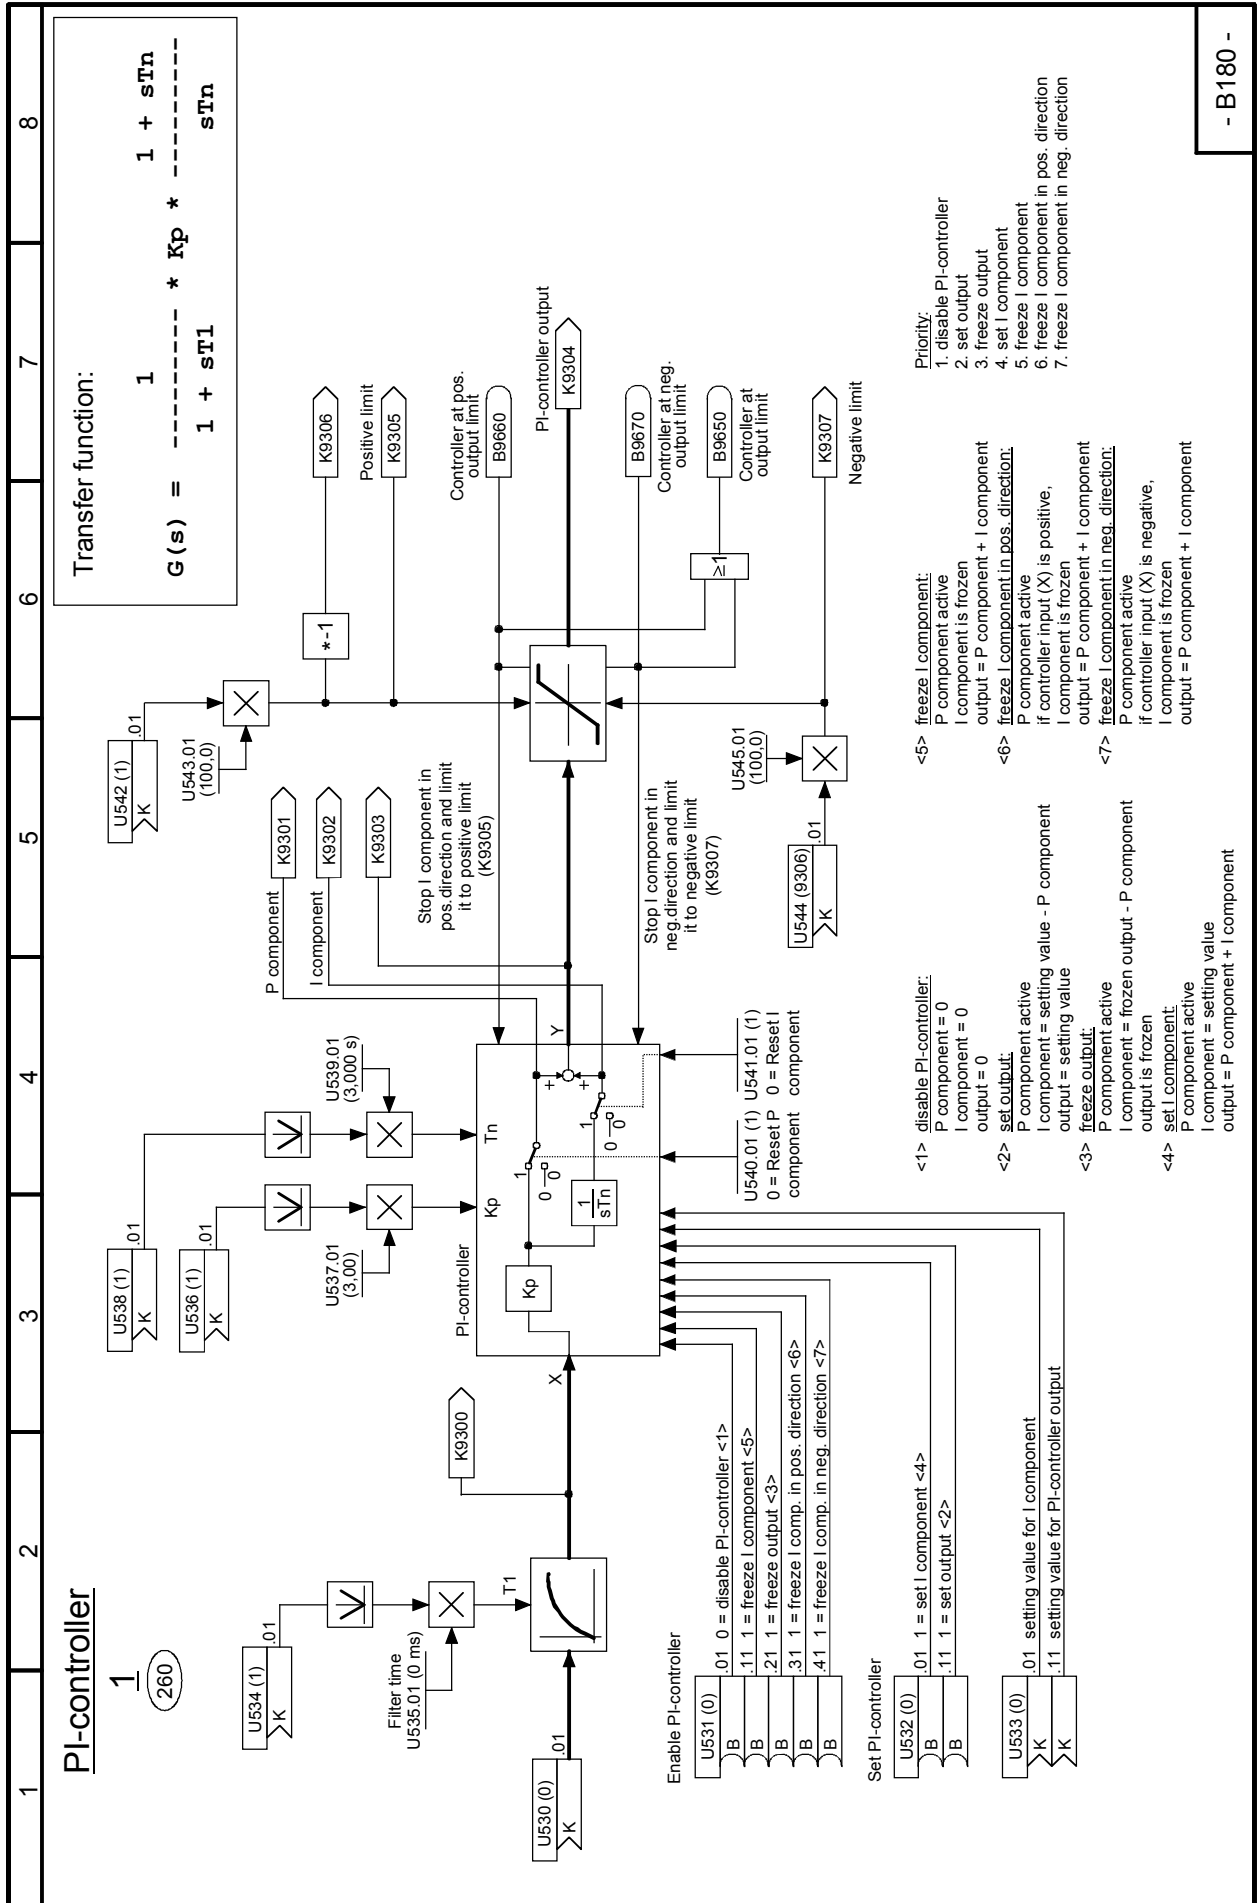 1 2 3 4 5 6 7 8
PI-controller
1
260
Transfer function:
1 1 + sTn
G(s) = -------- * Kp * ----------
1 + sT1 sTn
U534 (1)
K
.01
Filter time
U535.01 (0 ms)
T1
U530 (0)
K
.01
K9300
X
U538 (1)
K
.01
U536 (1)
K
.01
U537.01
(3,00)
U539.01
(3,000 s)
PI-controller
Kp
Tn
Kp
1
sTn
1
0
0
1
0
0
+
+
Y
U540.01 (1)
0 = Reset P
component
U541.01 (1)
0 = Reset I
component
P component
I component
K9301
K9302
K9303
Stop I component in
pos.direction and limit
it to positive limit
(K9305)
Stop I component in
neg.direction and limit
it to negative limit
(K9307)
U542 (1)
K
.01
U543.01
(100,0)
*-1
K9306
Positive limit
K9305
Controller at pos.
output limit
B9660
PI-controller output
K9304
B9670
Controller at neg.
output limit
≥1
B9650
Controller at
output limit
K9307
Negative limit
U545.01
(100,0)
U544 (9306)
K
.01
Enable PI-controller
U531 (0)
B .01 0 = disable PI-controller <1>
B .11 1 = freeze I component <5>
B .21 1 = freeze output <3>
B .31 1 = freeze I comp. in pos. direction <6>
B .41 1 = freeze I comp. in neg. direction <7>
Set PI-controller
U532 (0)
B .01 1 = set I component <4>
B .11 1 = set output <2>
U533 (0)
K .01 setting value for I component
K .11 setting value for PI-controller output
<1> disable PI-controller:
P component = 0
I component = 0
output = 0
<2> set output:
P component active
I component = setting value - P component
output = setting value
<3> freeze output:
P component active
I component = frozen output - P component
output is frozen
<4> set I component:
P component active
I component = setting value
output = P component + I component
<5> freeze I component:
P component active
I component is frozen
output = P component + I component
<6> freeze I component in pos. direction:
P component active
if controller input (X) is positive,
I component is frozen
output = P component + I component
<7> freeze I component in neg. direction:
P component active
if controller input (X) is negative,
I component is frozen
output = P component + I component
Priority:
1. disable PI-controller
2. set output
3. freeze output
4. set I component
5. freeze I component
6. freeze I component in pos. direction
7. freeze I component in neg. direction
- B180 -